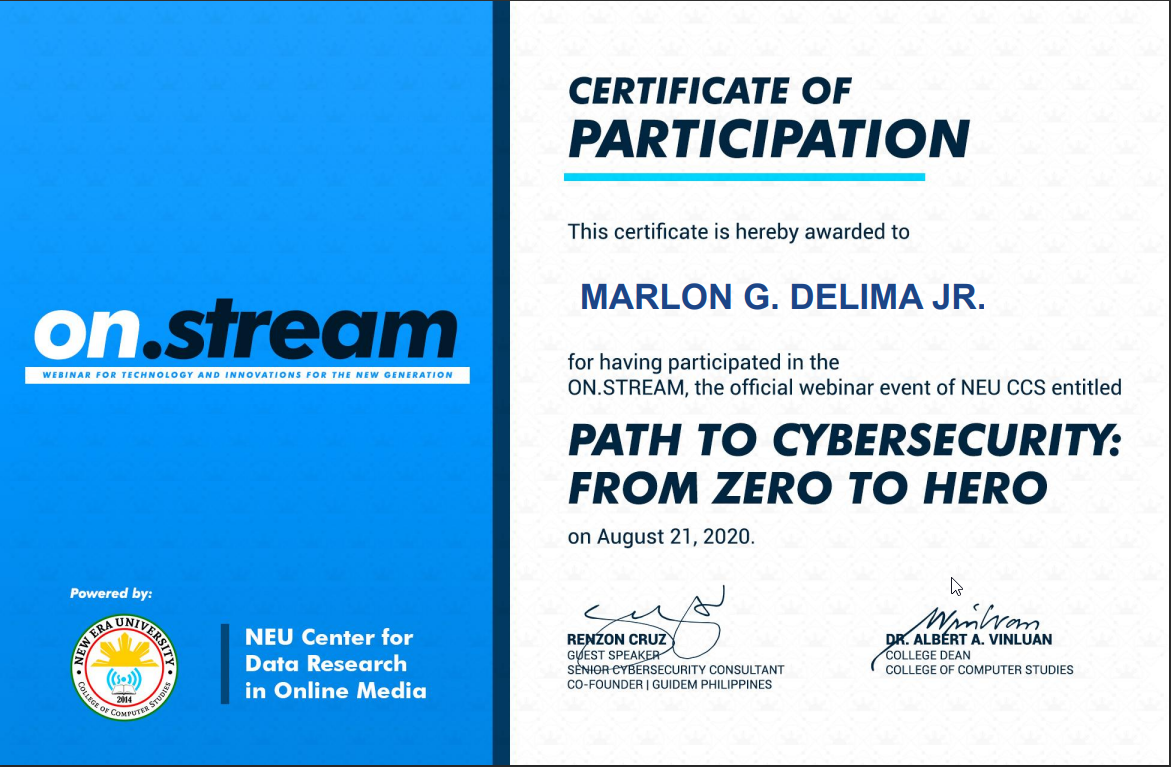 on.stream
WEBINAR FOR TECHNOLOGY AND INNOVATIONS FOR THE NEW GENERATION
Powered by:
NEW ERA UNIVERSITY
2014
COLLEGE OF COMPUTER STUDIES
NEU Center for
Data Research
in Online Media
CERTIFICATE OF
PARTICIPATION
This certificate is hereby awarded to
MARLON G. DELIMA JR.
for having participated in the
ON.STREAM, the official webinar event of NEU CCS entitled
PATH TO CYBERSECURITY:
FROM ZERO TO HERO
on August 21, 2020.
RENZON CRUZ
GUEST SPEAKER
SENIOR CYBERSECURITY CONSULTANT
CO-FOUNDER | GUIDEM PHILIPPINES
DR. ALBERT A. VINLUAN
COLLEGE DEAN
COLLEGE OF COMPUTER STUDIES